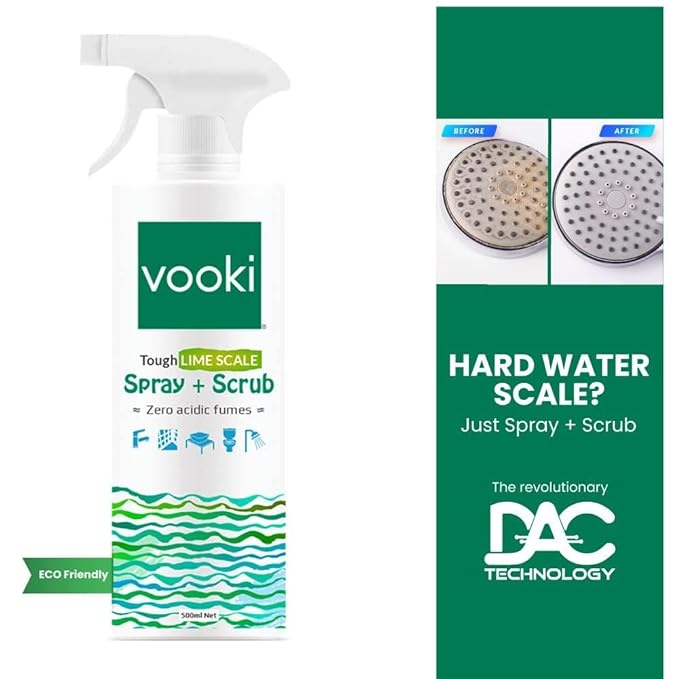 vooki
Tough LIME SCALE
Spray + Scrub
≈ Zero acidic fumes ≈
500ml Net
ECO Friendly
BEFORE
AFTER
HARD WATER
SCALE?
Just Spray + Scrub
The revolutionary
DAC
TECHNOLOGY